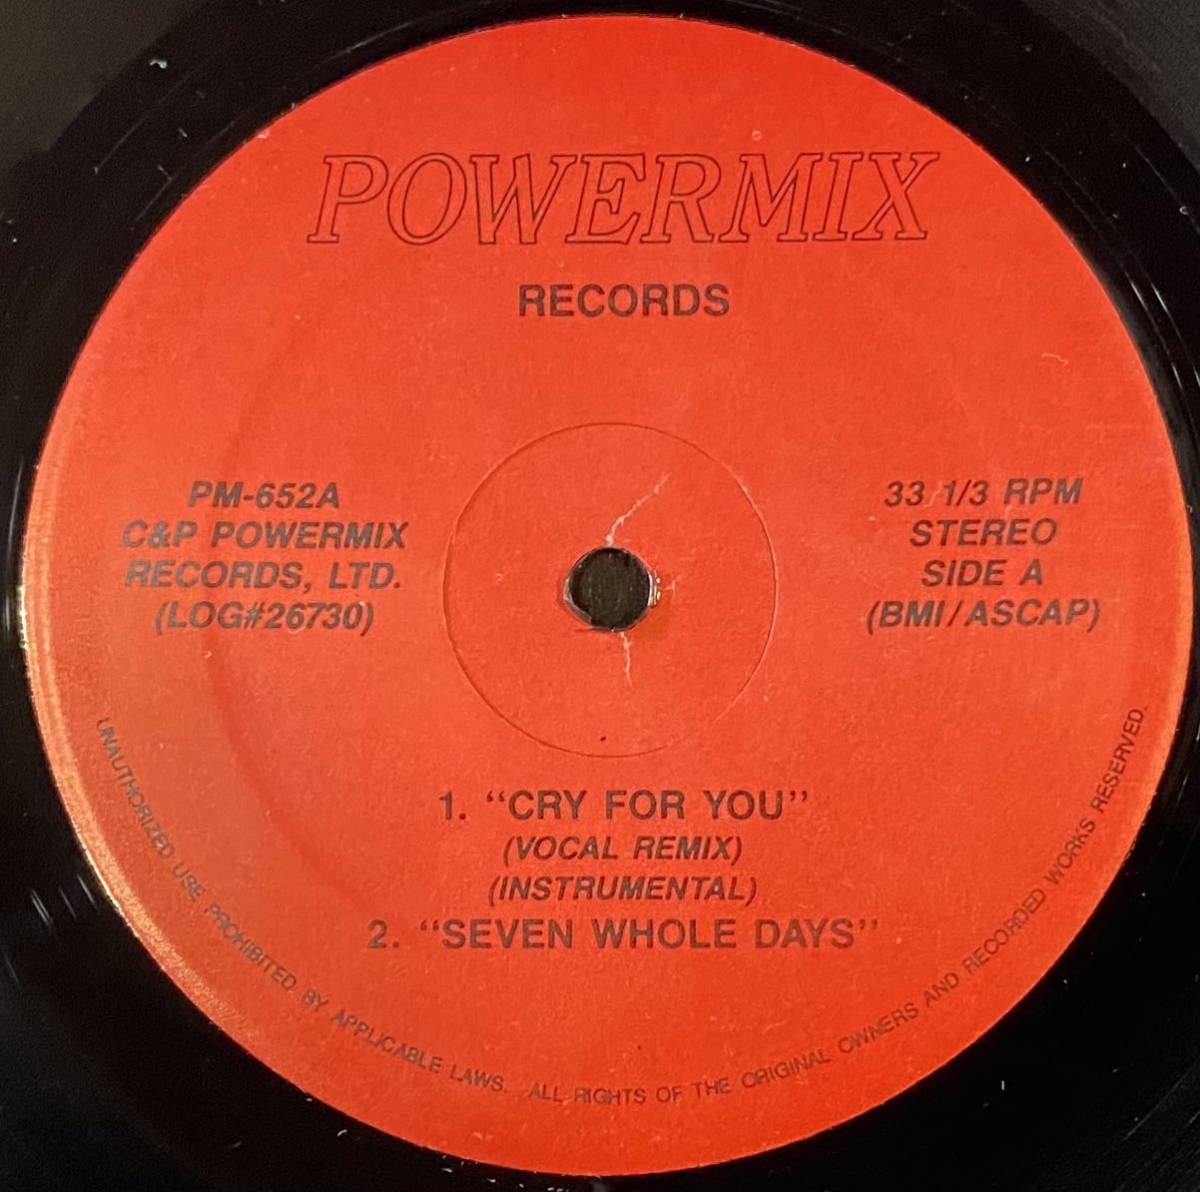 POWERMIX
RECORDS
PM-652A
C&P POWERMIX
RECORDS, LTD.
(LOG#26730)
33 1/3 RPM
STEREO
SIDE A
(BMI/ASCAP)
1. "CRY FOR YOU"
(VOCAL REMIX)
(INSTRUMENTAL)
2. "SEVEN WHOLE DAYS"
UNAUTHORIZED USE PROHIBITED BY APPLICABLE LAWS. ALL RIGHTS OF THE ORIGINAL OWNERS AND RECORDED WORKS RESERVED.